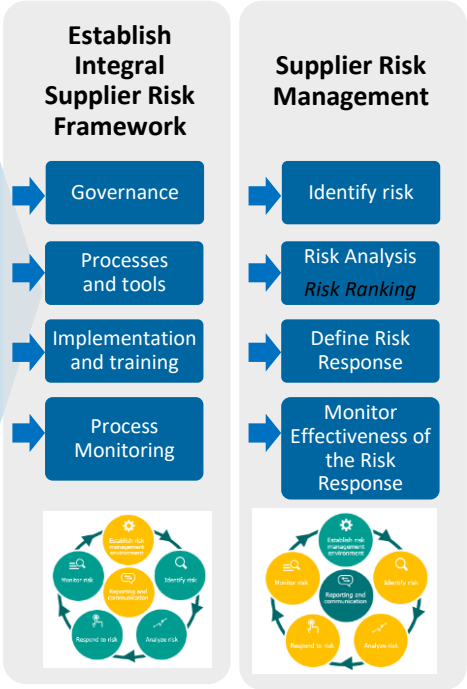 Establish
Integral
Supplier Risk
Framework
Governance
Processes
and tools
Implementation
and training
Process
Monitoring
Establish risk
management
environment
Monitor risk
Identify risk
Reporting and
communication
Respond to risk
Analyze risk
Supplier Risk
Management
Identify risk
Risk Analysis
Risk Ranking
Define Risk
Response
Monitor
Effectiveness of
the Risk
Response
Establish risk
management
environment
Monitor risk
Identify risk
Reporting and
communication
Respond to risk
Analyze risk